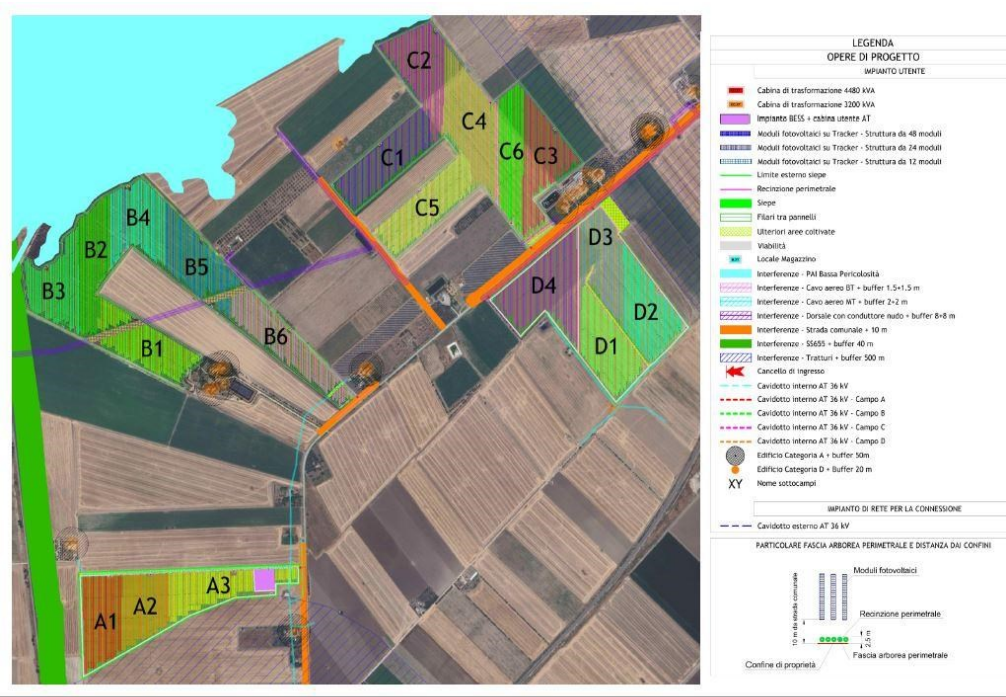 C2
C4
C1
C6
C3
C5
B4
B2
B3
B5
B6
B1
D3
D4
D2
D1
A3
A2
A1
LEGENDA
OPERE DI PROGETTO
IMPIANTO UTENTE
Cabina di trasformazione 4480 kVA
Cabina di trasformazione 3200 kVA
Impianto BESS + cabina utente AT
Moduli fotovoltaici su Tracker - Struttura da 48 moduli
Moduli fotovoltaici su Tracker - Struttura da 24 moduli
Moduli fotovoltaici su Tracker - Struttura da 12 moduli
Limite esterno siepe
Recinzione perimetrale
Siepe
Filari tra pannelli
Ulteriori aree coltivate
Viabilità
Locale Magazzino
Interferenze - PAI Bassa Pericolosità
Interferenze - Cavo aereo BT + buffer 1.5+1.5 m
Interferenze - Cavo aereo MT + buffer 2+2 m
Interferenze - Dorsale con conduttore nudo + buffer 8+8 m
Interferenze - Strada comunale + 10 m
Interferenze - SS655 + buffer 40 m
Interferenze - Tratturi + buffer 500 m
Cancello di ingresso
Cavidotto interno AT 36 kV
Cavidotto interno AT 36 kV - Campo A
Cavidotto interno AT 36 kV - Campo B
Cavidotto interno AT 36 kV - Campo C
Cavidotto interno AT 36 kV - Campo D
Edificio Categoria A + buffer 50m
Edificio Categoria D + Buffer 20 m
XY Nome sottocampi
IMPIANTO DI RETE PER LA CONNESSIONE
Cavidotto esterno AT 36 kV
PARTICOLARE FASCIA ARBOREA PERIMETRALE E DISTANZA DAI CONFINI
Moduli fotovoltaici
10 m da strada comunale
Recinzione perimetrale
2,5 m
Fascia arborea perimetrale
Confine di proprietà